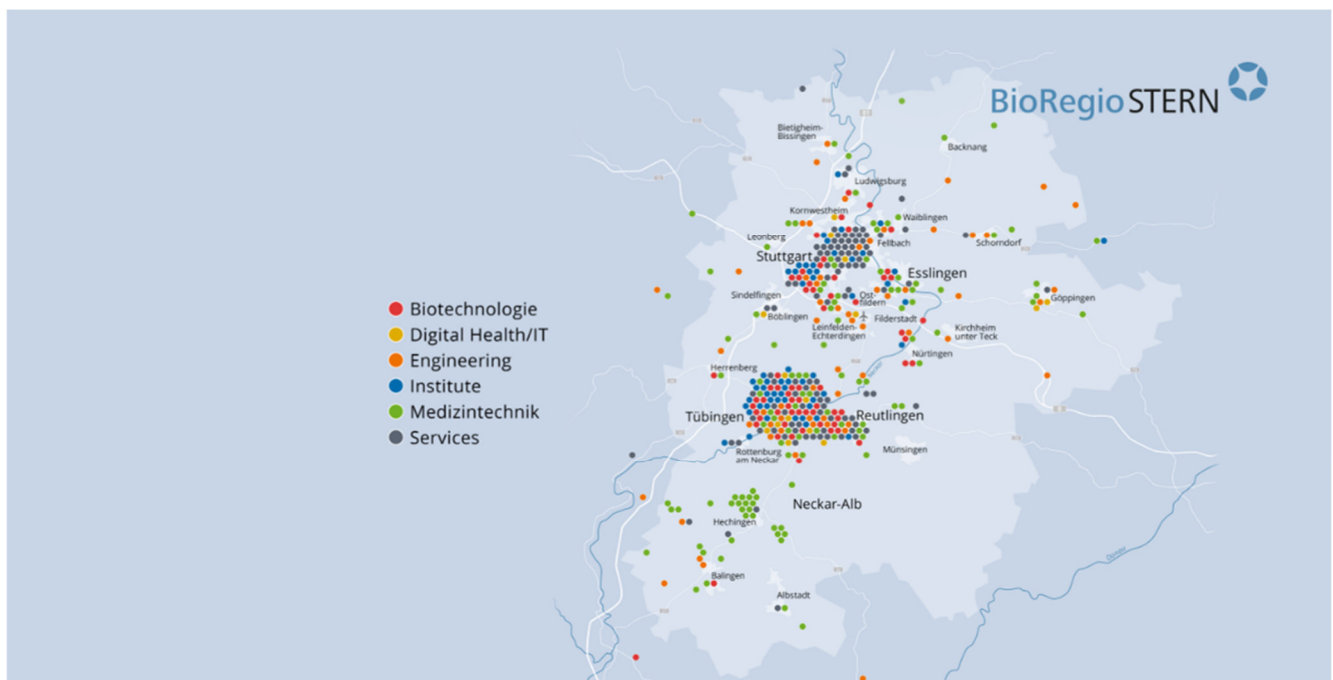 BioRegio STERN
Biotechnologie
Digital Health/IT
Engineering
Institute
Medizintechnik
Services
Bietigheim-
Bissingen
Backnang
Ludwigsburg
Kornwestheim
Waiblingen
Leonberg
Fellbach
Schorndorf
Stuttgart
Esslingen
Sindelfingen
Ost-
fildern
Göppingen
Böblingen
Filderstadt
Leinfelden-
Echterdingen
Kirchheim
unter Teck
Nürtingen
Herrenberg
Neckar
Tübingen
Reutlingen
Rottenburg
am Neckar
Münsingen
Neckar-Alb
Hechingen
Donau
Balingen
Albstadt